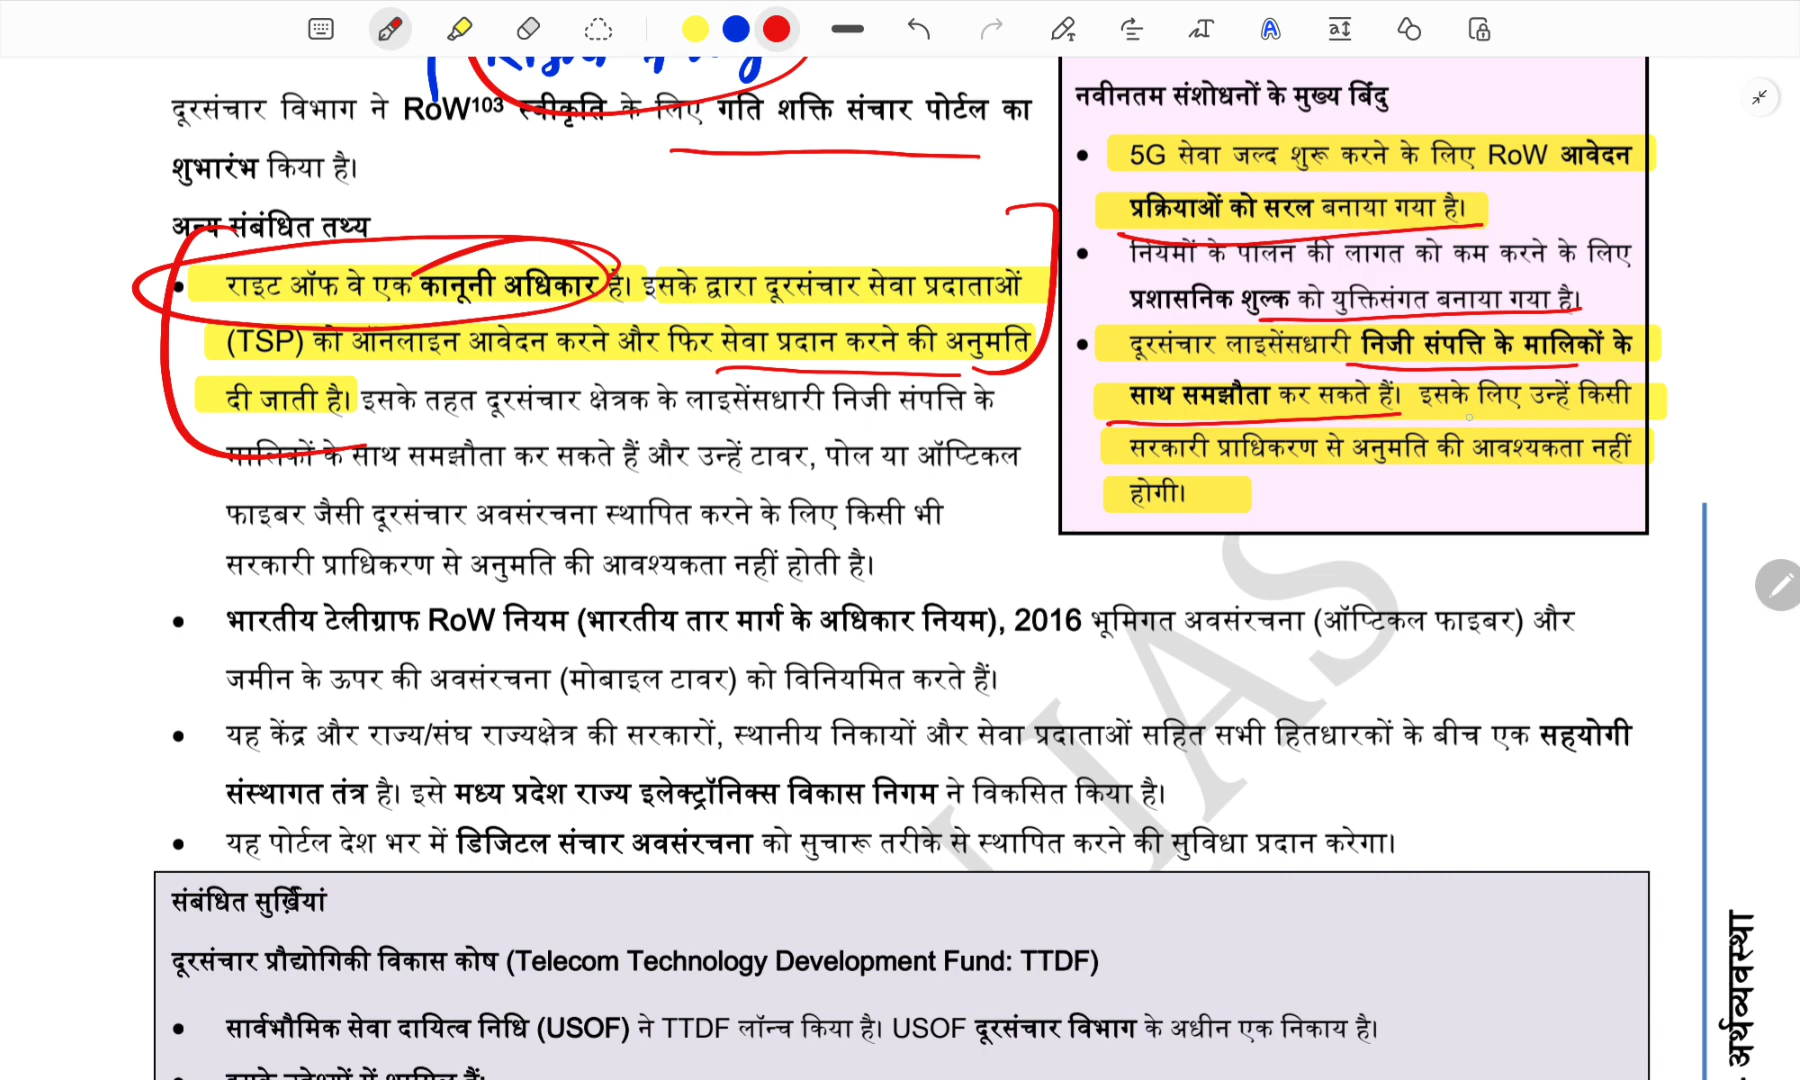 दूरसंचार विभाग ने RoW103 स्वीकृति के लिए गति शक्ति संचार पोर्टल का
शुभारंभ किया है।
अन्य संबंधित तथ्य
• राइट ऑफ वे एक कानूनी अधिकार है। इसके द्वारा दूरसंचार सेवा प्रदाताओं
(TSP) को ऑनलाइन आवेदन करने और फिर सेवा प्रदान करने की अनुमति
दी जाती है। इसके तहत दूरसंचार क्षेत्रक के लाइसेंसधारी निजी संपत्ति के
मालिकों के साथ समझौता कर सकते हैं और उन्हें टावर, पोल या ऑप्टिकल
फाइबर जैसी दूरसंचार अवसंरचना स्थापित करने के लिए किसी भी
सरकारी प्राधिकरण से अनुमति की आवश्यकता नहीं होती है।
नवीनतम संशोधनों के मुख्य बिंदु
• 5G सेवा जल्द शुरू करने के लिए RoW आवेदन
प्रक्रियाओं को सरल बनाया गया है।
• नियमों के पालन की लागत को कम करने के लिए
प्रशासनिक शुल्क को युक्तिसंगत बनाया गया है।
• दूरसंचार लाइसेंसधारी निजी संपत्ति के मालिकों के
साथ समझौता कर सकते हैं। इसके लिए उन्हें किसी
सरकारी प्राधिकरण से अनुमति की आवश्यकता नहीं
होगी।
• भारतीय टेलीग्राफ RoW नियम (भारतीय तार मार्ग के अधिकार नियम), 2016 भूमिगत अवसंरचना (ऑप्टिकल फाइबर) और
जमीन के ऊपर की अवसंरचना (मोबाइल टावर) को विनियमित करते हैं।
• यह केंद्र और राज्य/संघ राज्यक्षेत्र की सरकारों, स्थानीय निकायों और सेवा प्रदाताओं सहित सभी हितधारकों के बीच एक सहयोगी
संस्थागत तंत्र है। इसे मध्य प्रदेश राज्य इलेक्ट्रॉनिक्स विकास निगम ने विकसित किया है।
• यह पोर्टल देश भर में डिजिटल संचार अवसंरचना को सुचारू तरीके से स्थापित करने की सुविधा प्रदान करेगा।
संबंधित सुर्ख़ियां
दूरसंचार प्रौद्योगिकी विकास कोष (Telecom Technology Development Fund: TTDF)
• सार्वभौमिक सेवा दायित्व निधि (USOF) ने TTDF लॉन्च किया है। USOF दूरसंचार विभाग के अधीन एक निकाय है।
अर्थव्यवस्था
IAS